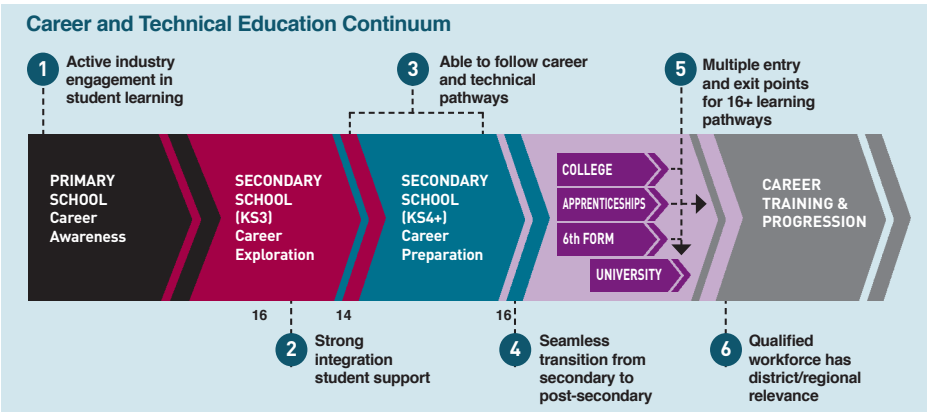 Career and Technical Education Continuum
1
Active industry
engagement in
student learning
3
Able to follow career
and technical
pathways
5
Multiple entry
and exit points
for 16+ learning
pathways
PRIMARY
SCHOOL
Career
Awareness
SECONDARY
SCHOOL
(KS3)
Career
Exploration
SECONDARY
SCHOOL
(KS4+)
Career
Preparation
COLLEGE
APPRENTICESHIPS
6th FORM
UNIVERSITY
CAREER
TRAINING &
PROGRESSION
16
14
16
2
Strong
integration
student support
4
Seamless
transition from
secondary to
post-secondary
6
Qualified
workforce has
district/regional
relevance